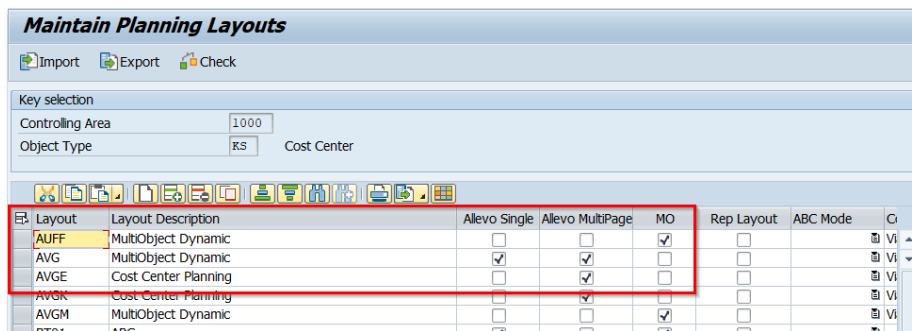 Maintain Planning Layouts
Import Export Check
Key selection
Controlling Area 1000
Object Type KS Cost Center
Layout Layout Description Allevo Single Allevo MultiPage MO Rep Layout ABC Mode
AUFF MultiObject Dynamic
AVG MultiObject Dynamic
AVGE Cost Center Planning
AVGK Cost Center Planning
AVGM MultiObject Dynamic